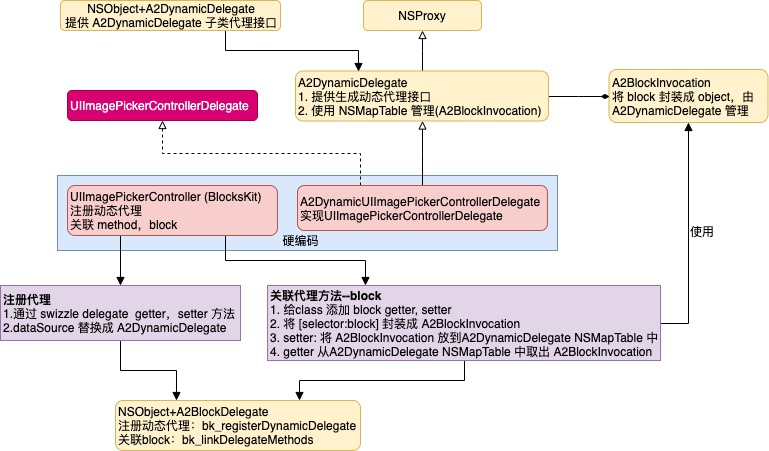 NSObject+A2DynamicDelegate
提供 A2DynamicDelegate 子类代理接口
NSProxy
A2DynamicDelegate
1. 提供生成动态代理接口
2. 使用 NSMapTable 管理(A2BlockInvocation)
A2BlockInvocation
将 block 封装成 object，由
A2DynamicDelegate 管理
UIImagePickerControllerDelegate
UIImagePickerController (BlocksKit)
注册动态代理
关联 method，block
A2DynamicUIImagePickerControllerDelegate
实现UIImagePickerControllerDelegate
硬编码
使用
注册代理
1.通过 swizzle delegate getter，setter 方法
2.dataSource 替换成 A2DynamicDelegate
关联代理方法--block
1. 给class 添加 block getter, setter
2. 将 [selector:block] 封装成 A2BlockInvocation
3. setter: 将 A2BlockInvocation 放到A2DynamicDelegate NSMapTable 中
4. getter 从A2DynamicDelegate NSMapTable 中取出 A2BlockInvocation
NSObject+A2BlockDelegate
注册动态代理：bk_registerDynamicDelegate
关联block：bk_linkDelegateMethods